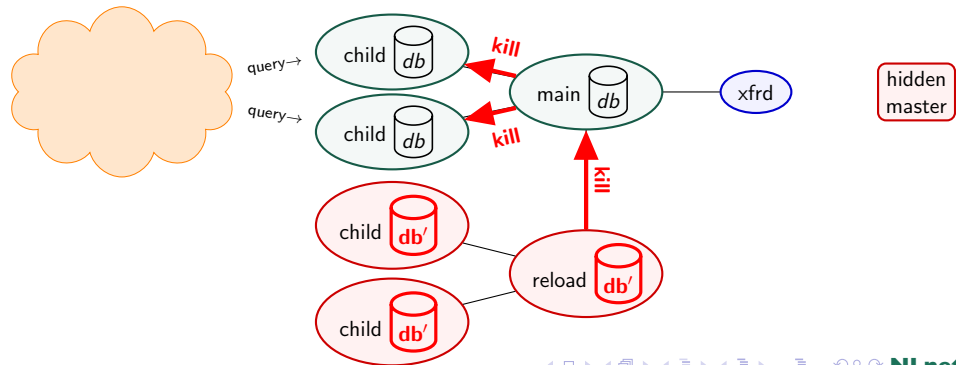 query→
child
db
kill
main
db
xfrd
hidden
master
query→
child
db
kill
kill
child
db′
reload
db′
child
db′